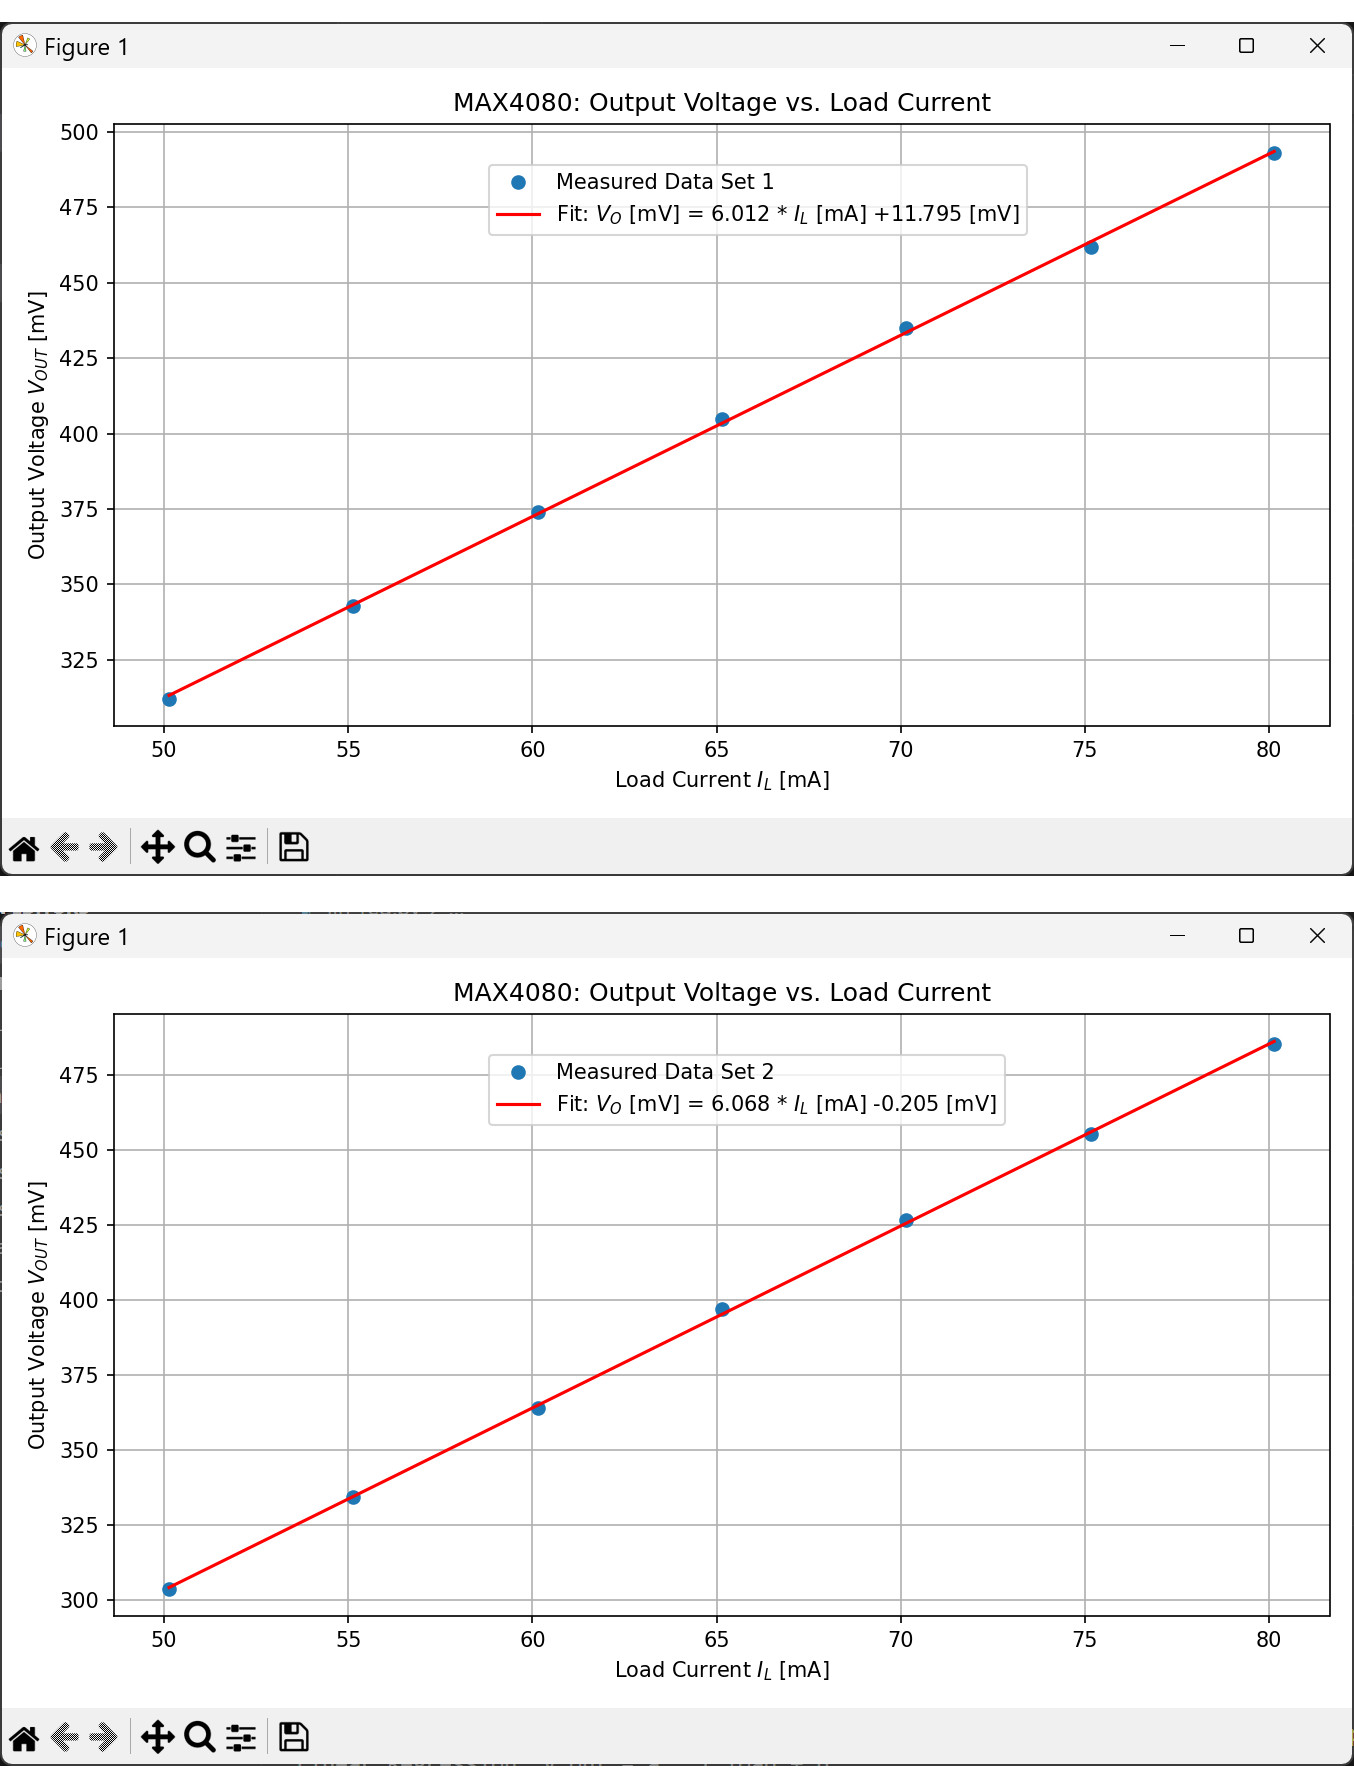 Figure 1
MAX4080: Output Voltage vs. Load Current
500
475
450
425
400
375
350
325
Output Voltage V_OUT [mV]
Measured Data Set 1
Fit: V_O [mV] = 6.012 * I_L [mA] +11.795 [mV]
50 55 60 65 70 75 80
Load Current I_L [mA]
Figure 1
MAX4080: Output Voltage vs. Load Current
475
450
425
400
375
350
325
300
Output Voltage V_OUT [mV]
Measured Data Set 2
Fit: V_O [mV] = 6.068 * I_L [mA] -0.205 [mV]
50 55 60 65 70 75 80
Load Current I_L [mA]